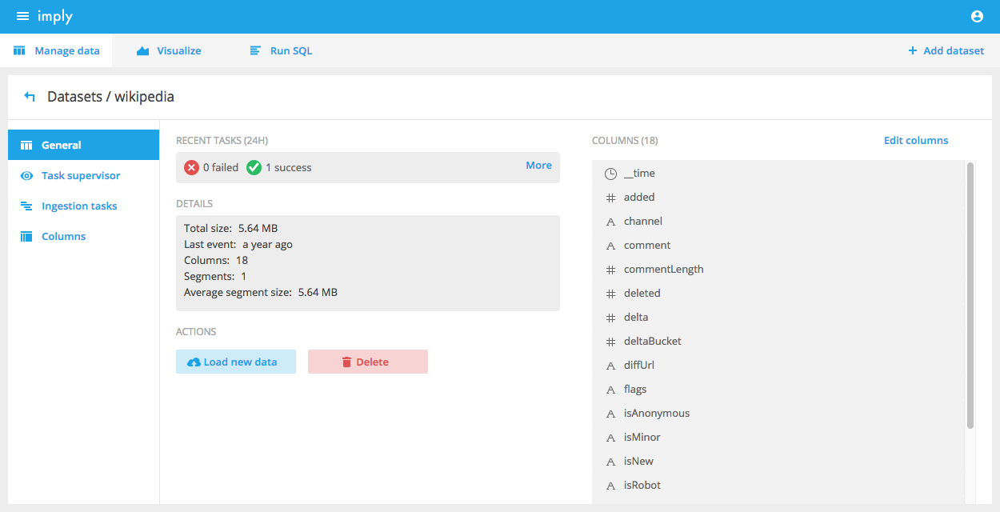 imply
Manage data
Visualize
Run SQL
Add dataset
Datasets / wikipedia
General
Task supervisor
Ingestion tasks
Columns
RECENT TASKS (24H)
0 failed 1 success More
DETAILS
Total size: 5.64 MB
Last event: a year ago
Columns: 18
Segments: 1
Average segment size: 5.64 MB
ACTIONS
Load new data
Delete
COLUMNS (18)
Edit columns
__time
added
channel
comment
commentLength
deleted
delta
deltaBucket
diffUrl
flags
isAnonymous
isMinor
isNew
isRobot